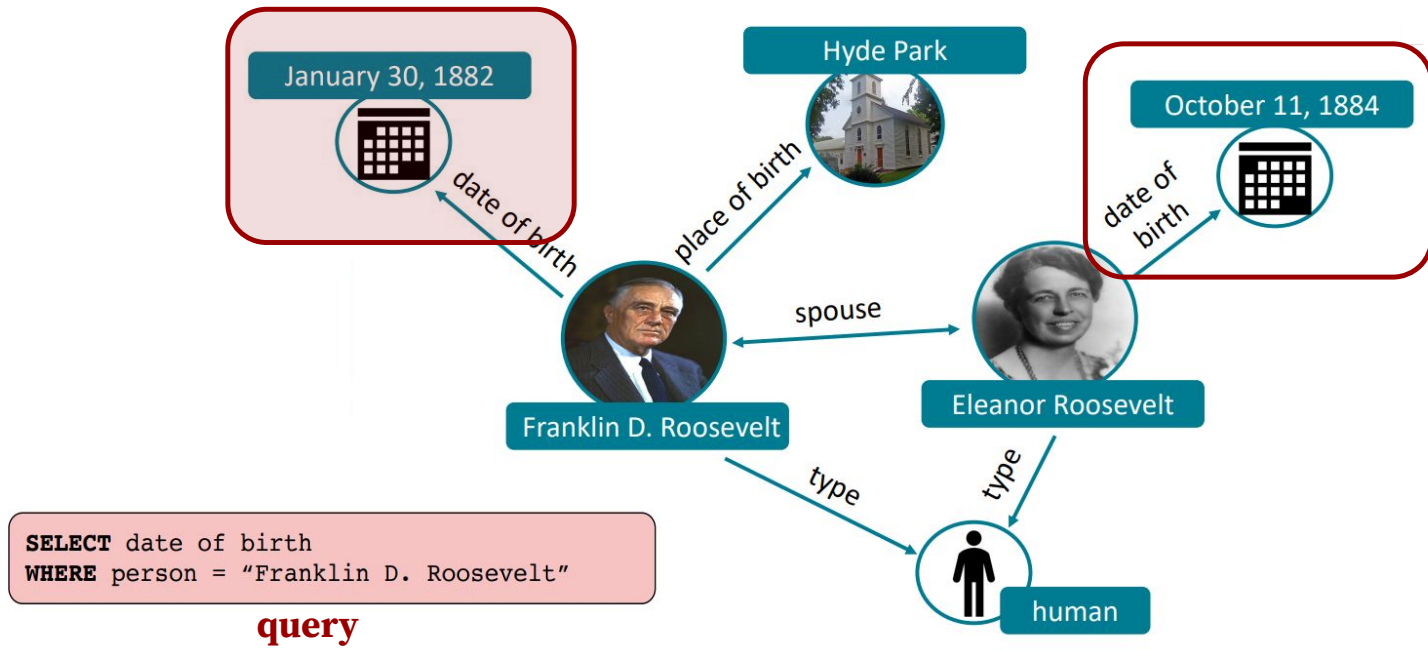 Hyde Park
January 30, 1882
October 11, 1884
date of birth
place of birth
date of
birth
spouse
Franklin D. Roosevelt
Eleanor Roosevelt
type
type
SELECT date of birth
WHERE person = “Franklin D. Roosevelt”
human
query